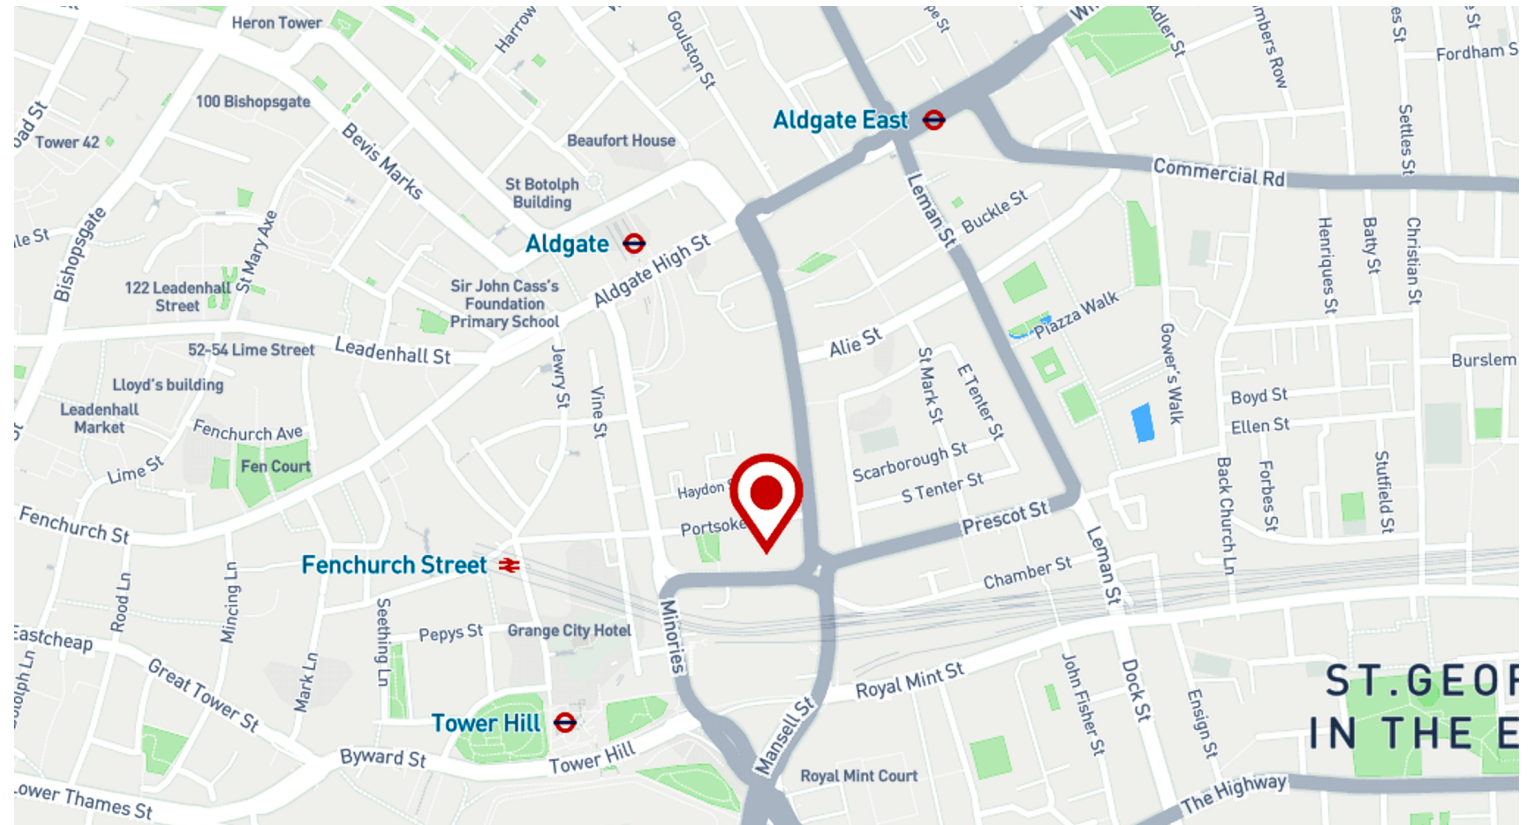 Heron Tower
Harrow
Goulston St
Adler St
Fordham S
100 Bishopsgate
Tower 42
Bevis Marks
Beaufort House
Aldgate East
Settles St
Commercial Rd
St Botolph
Building
Leman St
Buckle St
Bishopsgate
St Mary Axe
Aldgate
Aldgate High St
Henriques St
Batty St
Christian St
122 Leadenhall
Street
Sir John Cass's
Foundation
Primary School
Piazza Walk
52-54 Lime Street
Leadenhall St
Alie St
Gower's Walk
Burslem
Lloyd's building
Jewry St
Vine St
St Mark St
E Tenter St
Boyd St
Leadenhall
Market
Ellen St
Fenchurch Ave
Lime St
Fen Court
Scarborough St
S Tenter St
Haydon
Back Church Ln
Forbes St
Stutfield St
Fenchurch St
Portsoke
Prescot St
Fenchurch Street
Chamber St
Leman St
Rood Ln
Mincing Ln
Seething Ln
Pepys St
Grange City Hotel
Minories
Eastcheap
Great Tower St
Mark Ln
Royal Mint St
John Fisher St
Dock St
Ensign St
ST.GEOR
IN THE E
Tower Hill
Byward St
Tower Hill
Mansell St
Royal Mint Court
The Highway
ower Thames St